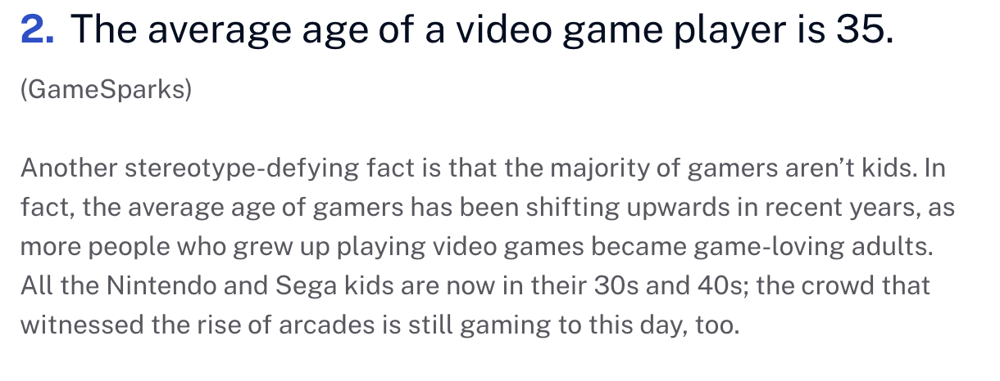 2. The average age of a video game player is 35.
(GameSparks)
Another stereotype-defying fact is that the majority of gamers aren’t kids. In
fact, the average age of gamers has been shifting upwards in recent years, as
more people who grew up playing video games became game-loving adults.
All the Nintendo and Sega kids are now in their 30s and 40s; the crowd that
witnessed the rise of arcades is still gaming to this day, too.